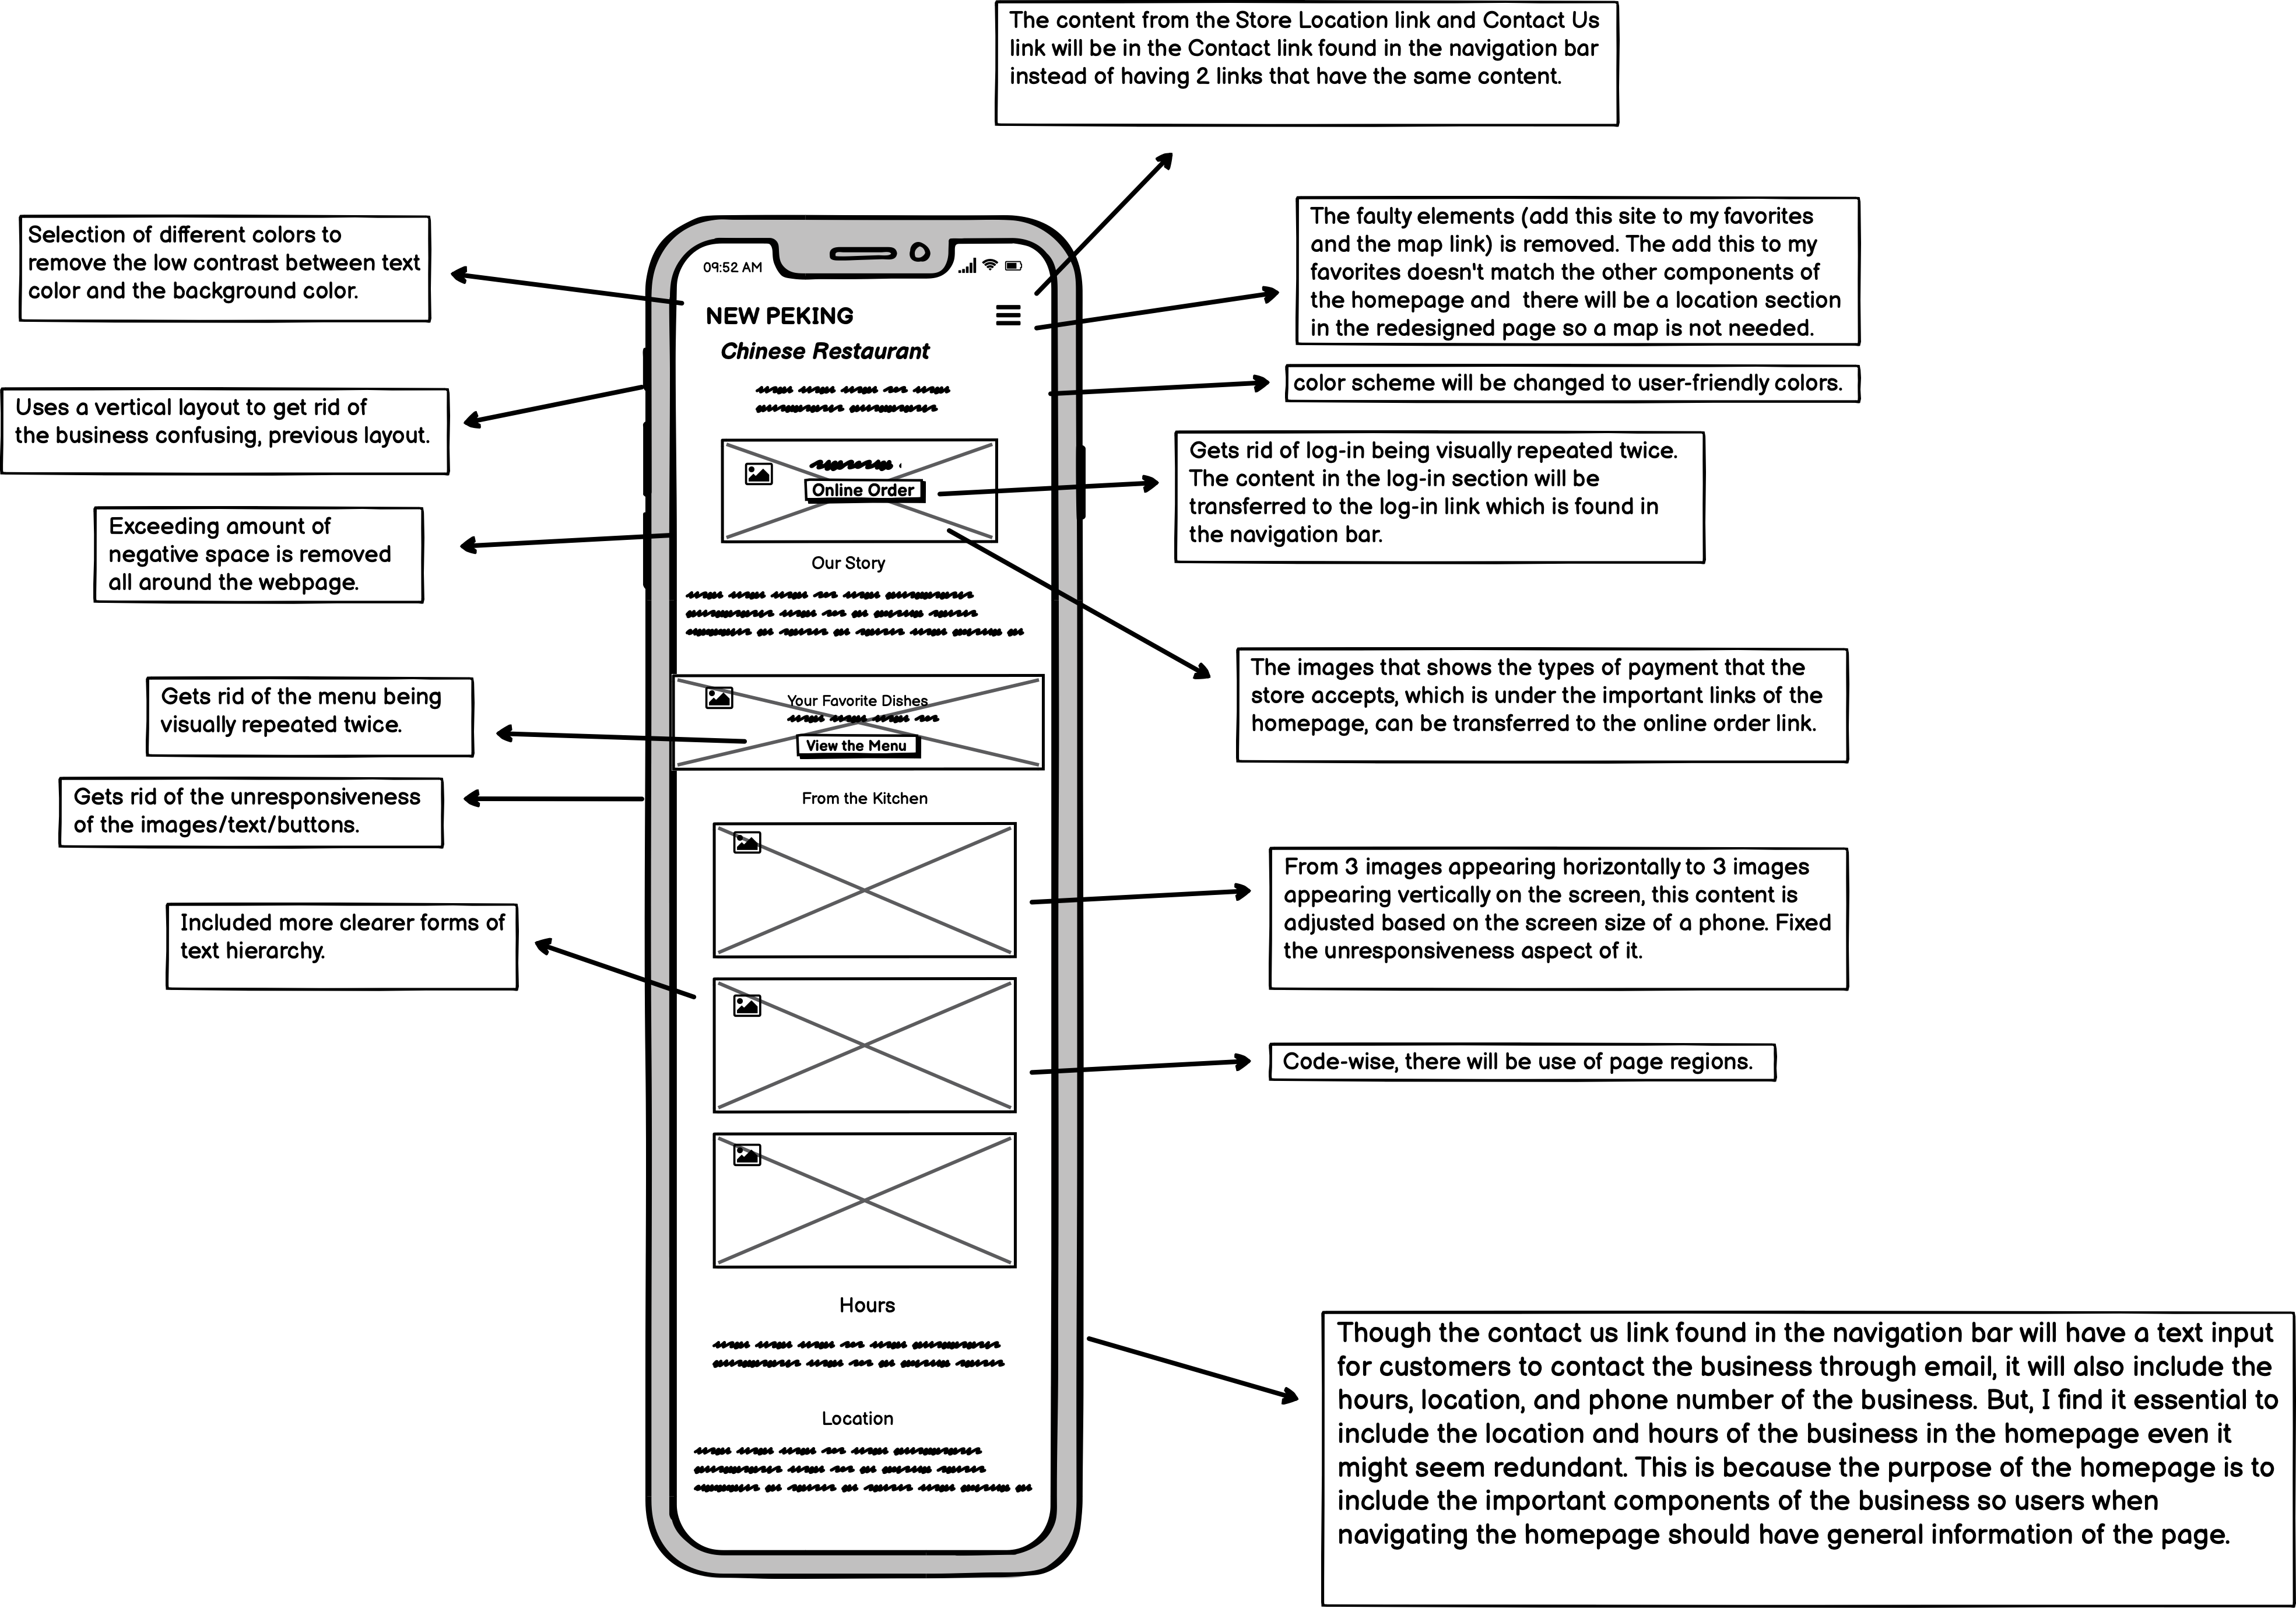 The content from the Store Location link and Contact Us
link will be in the Contact link found in the navigation bar
instead of having 2 links that have the same content.
Selection of different colors to
remove the low contrast between text
color and the background color.
Uses a vertical layout to get rid of
the business confusing, previous layout.
Exceeding amount of
negative space is removed
all around the webpage.
Gets rid of the menu being
visually repeated twice.
Gets rid of the unresponsiveness
of the images/text/buttons.
Included more clearer forms of
text hierarchy.
09:52 AM
NEW PEKING
Chinese Restaurant
Online Order
Our Story
Your Favorite Dishes
View the Menu
From the Kitchen
Hours
Location
The faulty elements (add this site to my favorites
and the map link) is removed. The add this to my
favorites doesn't match the other components of
the homepage and there will be a location section
in the redesigned page so a map is not needed.
color scheme will be changed to user-friendly colors.
Gets rid of log-in being visually repeated twice.
The content in the log-in section will be
transferred to the log-in link which is found in
the navigation bar.
The images that shows the types of payment that the
store accepts, which is under the important links of the
homepage, can be transferred to the online order link.
From 3 images appearing horizontally to 3 images
appearing vertically on the screen, this content is
adjusted based on the screen size of a phone. Fixed
the unresponsiveness aspect of it.
Code-wise, there will be use of page regions.
Though the contact us link found in the navigation bar will have a text input
for customers to contact the business through email, it will also include the
hours, location, and phone number of the business. But, I find it essential to
include the location and hours of the business in the homepage even it
might seem redundant. This is because the purpose of the homepage is to
include the important components of the business so users when
navigating the homepage should have general information of the page.